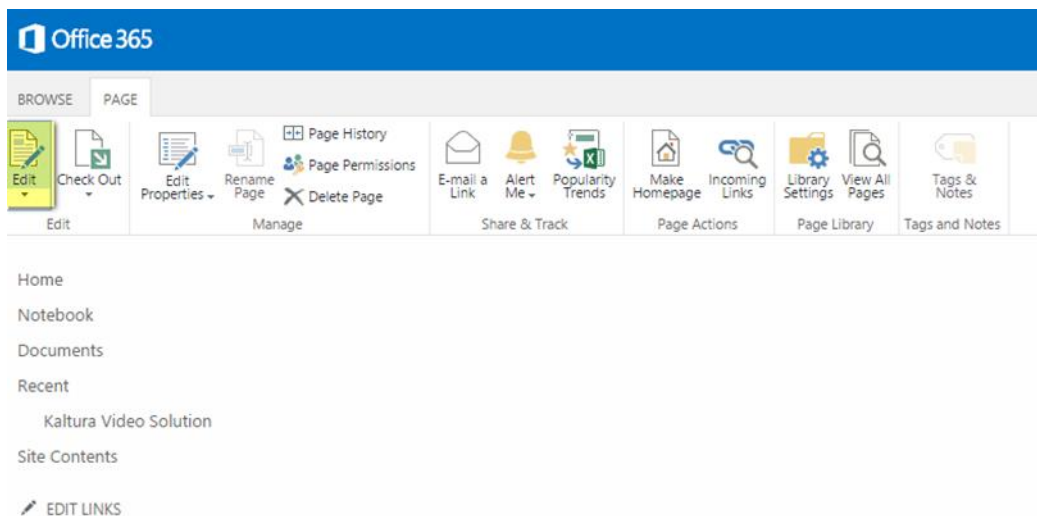 Office 365
BROWSE PAGE
Edit
Check Out
Edit
Properties
Rename
Page
Page History
Page Permissions
Delete Page
E-mail a
Link
Alert
Me
Popularity
Trends
Make
Homepage
Incoming
Links
Library
Settings
View All
Pages
Tags &
Notes
Edit
Manage
Share & Track
Page Actions
Page Library
Tags and Notes
Home
Notebook
Documents
Recent
Kaltura Video Solution
Site Contents
EDIT LINKS